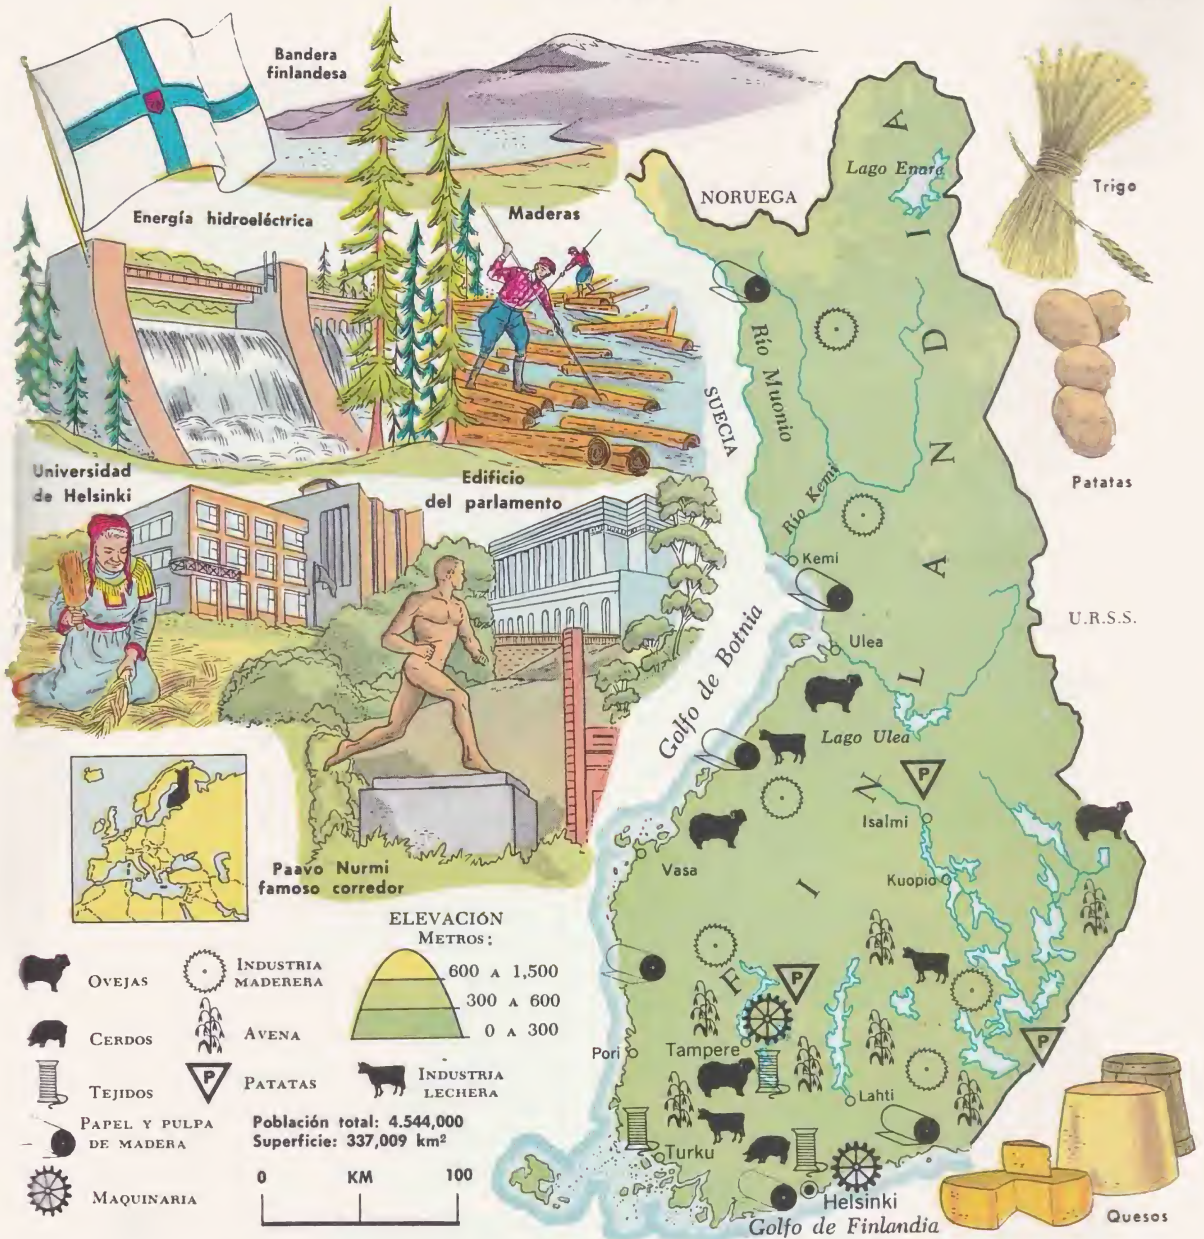 Bandera
finlandesa
Energía hidroeléctrica
Maderas
NORUEGA
Lago Enare
Trigo
Río Muonio
SUECIA
Patatas
Universidad
de Helsinki
Edificio
del parlamento
Río Kemi
Kemi
U.R.S.S.
Ulea
Golfo de Botnia
Lago Ulea
FINLANDIA
P
Isalmi
Vasa
Kuopio
Paavo Nurmi
famoso corredor
ELEVACIÓN
METROS:
600 A 1,500
300 A 600
0 A 300
OVEJAS
INDUSTRIA
MADERERA
CERDOS
AVENA
TEJIDOS
P
PATATAS
INDUSTRIA
LECHERA
PAPEL Y PULPA
DE MADERA
MAQUINARIA
Población total: 4.544,000
Superficie: 337,009 km²
0 KM 100
P
P
Pori
Tampere
Lahti
Turku
Helsinki
Golfo de Finlandia
Quesos